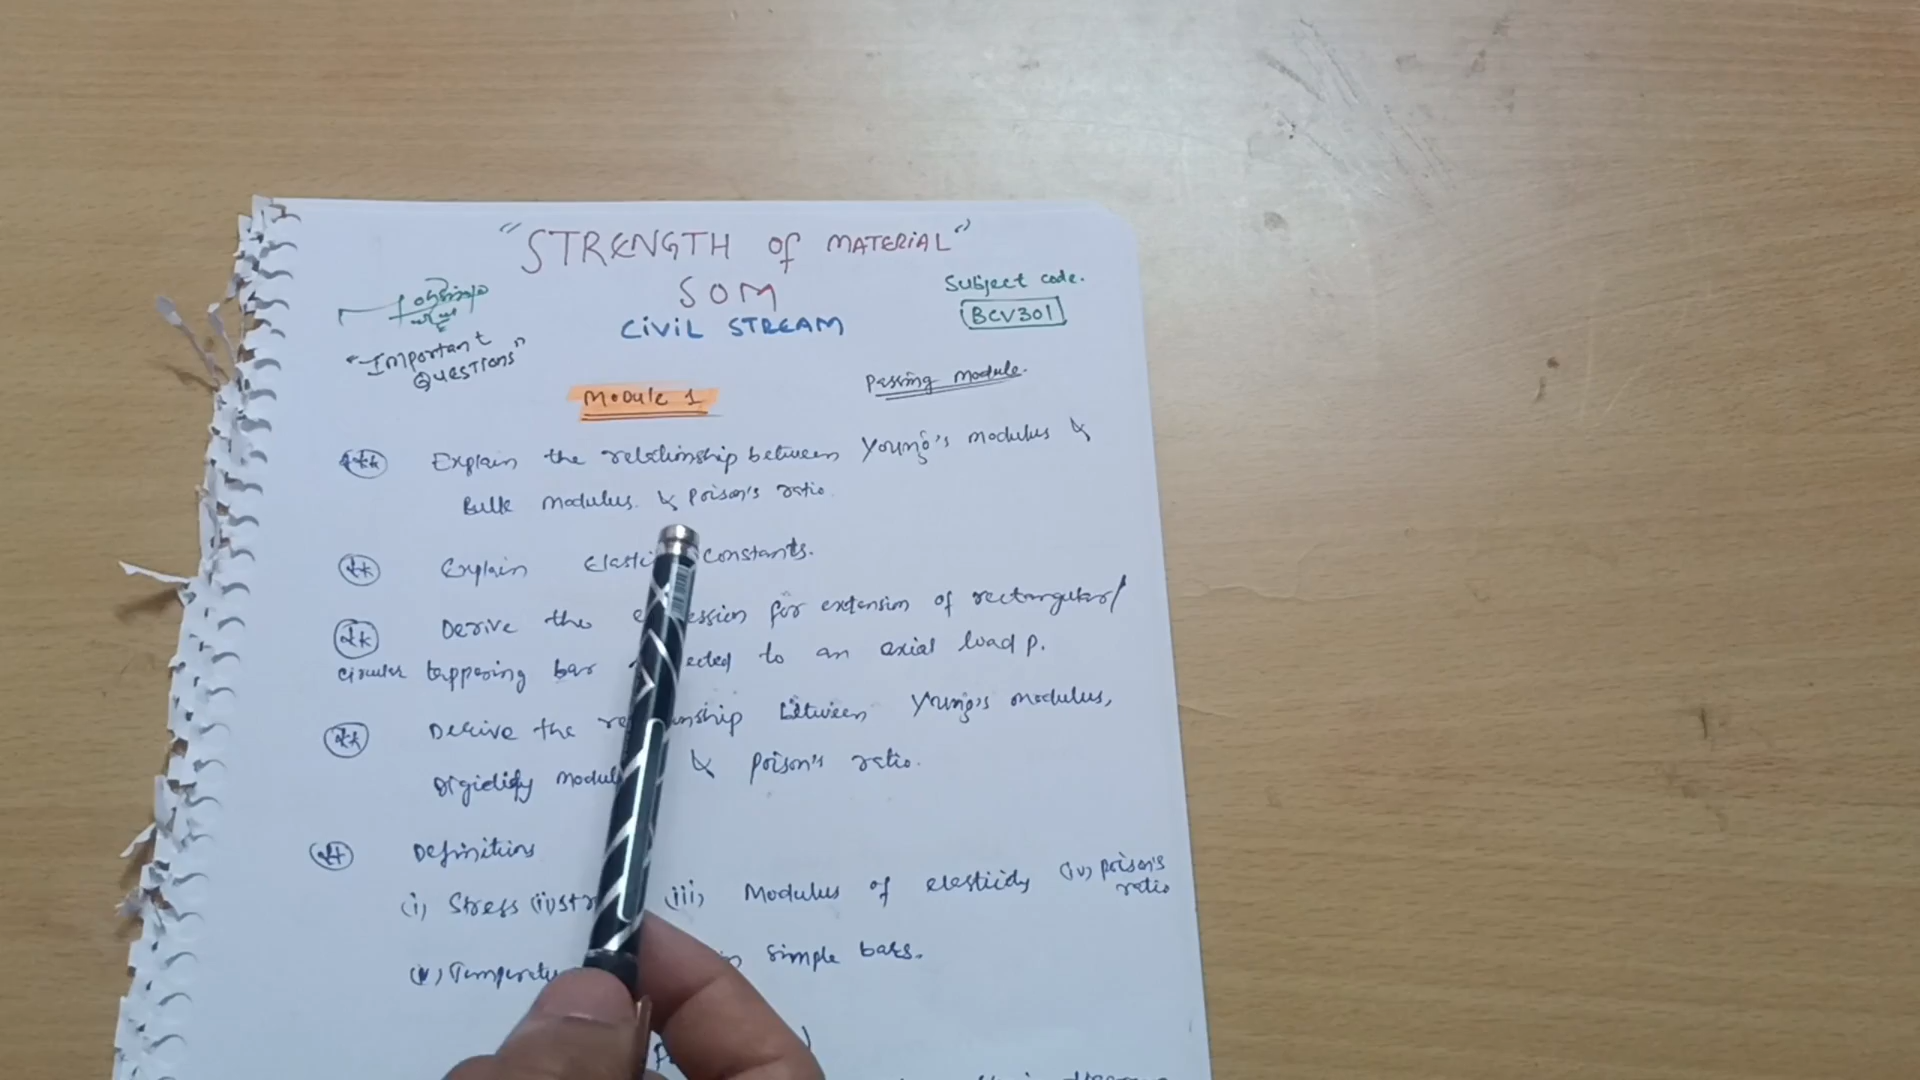 "STRENGTH of MATERIAL"
SOM
Subject code.
CIVIL STREAM
BCV301
"Important
Questions"
Passing module.
Module 1
Explain the relationship between Young's modulus &
Bulk modulus. & poison's ratio.
Explain constants.
Derive the for extension of rectangular/
circular tappering bar to an axial load p.
Derive the between Young's modulus,
& poison's ratio.
Definitions
(i) Stress (ii) (iii) Modulus of elasticity (iv) poison's
ratio
(v) simple bars.